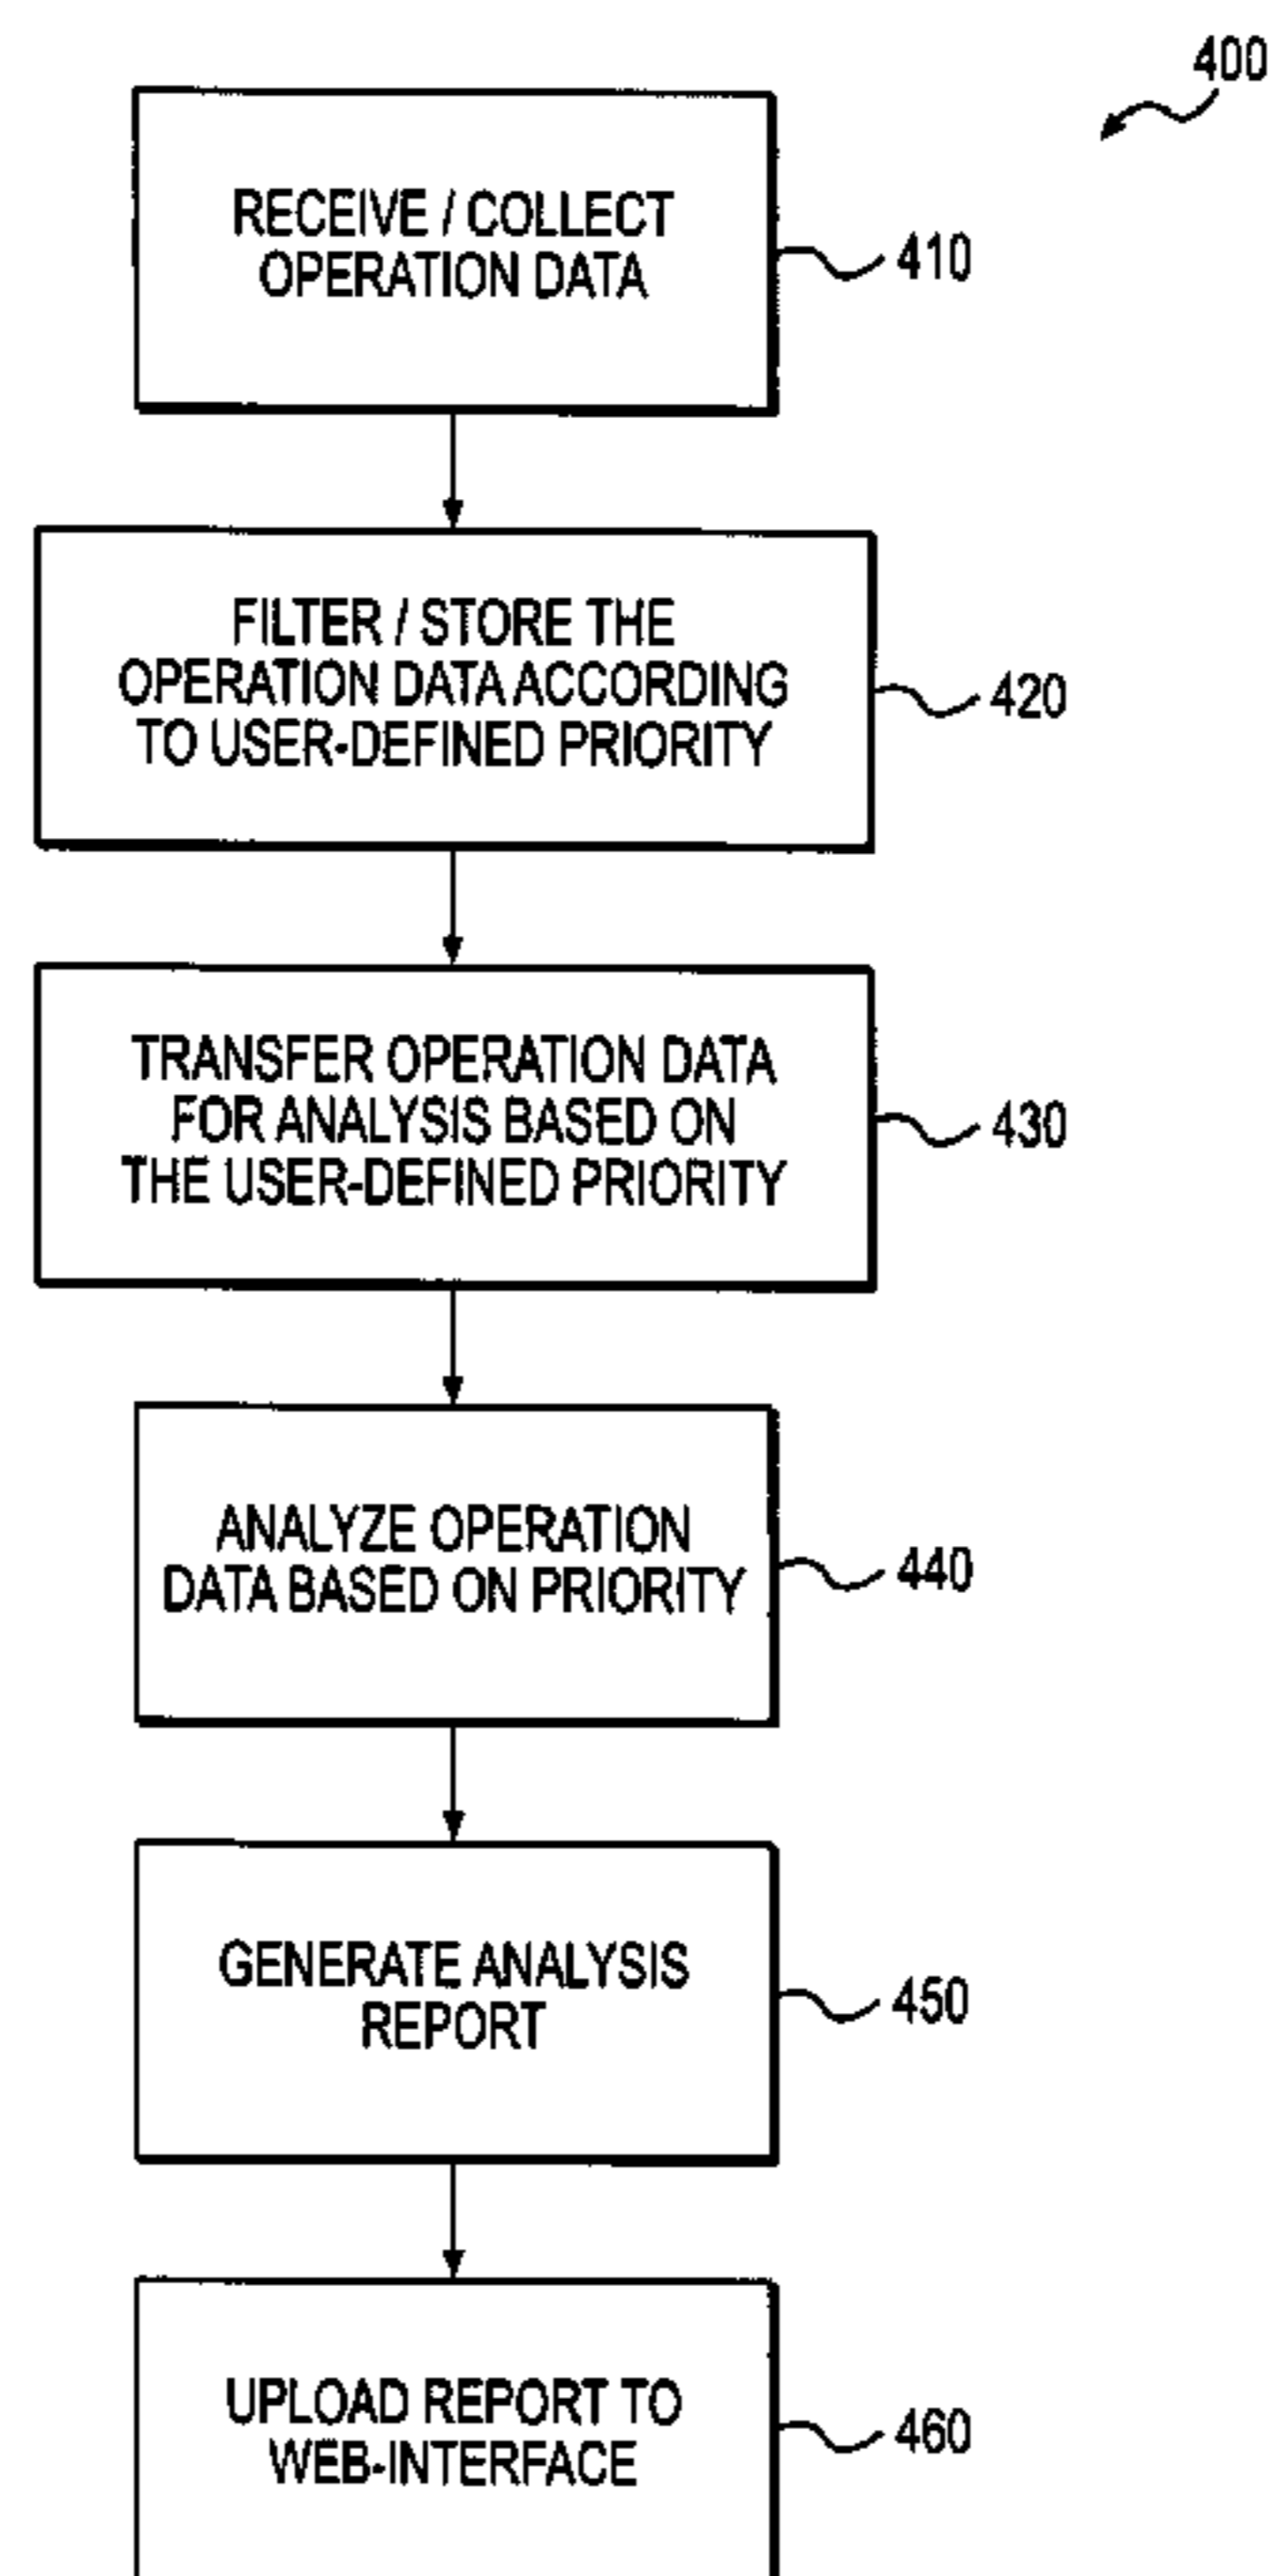 400
RECEIVE / COLLECT
OPERATION DATA
410
FILTER / STORE THE
OPERATION DATA ACCORDING
TO USER-DEFINED PRIORITY
420
TRANSFER OPERATION DATA
FOR ANALYSIS BASED ON
THE USER-DEFINED PRIORITY
430
ANALYZE OPERATION
DATA BASED ON PRIORITY
440
GENERATE ANALYSIS
REPORT
450
UPLOAD REPORT TO
WEB-INTERFACE
460